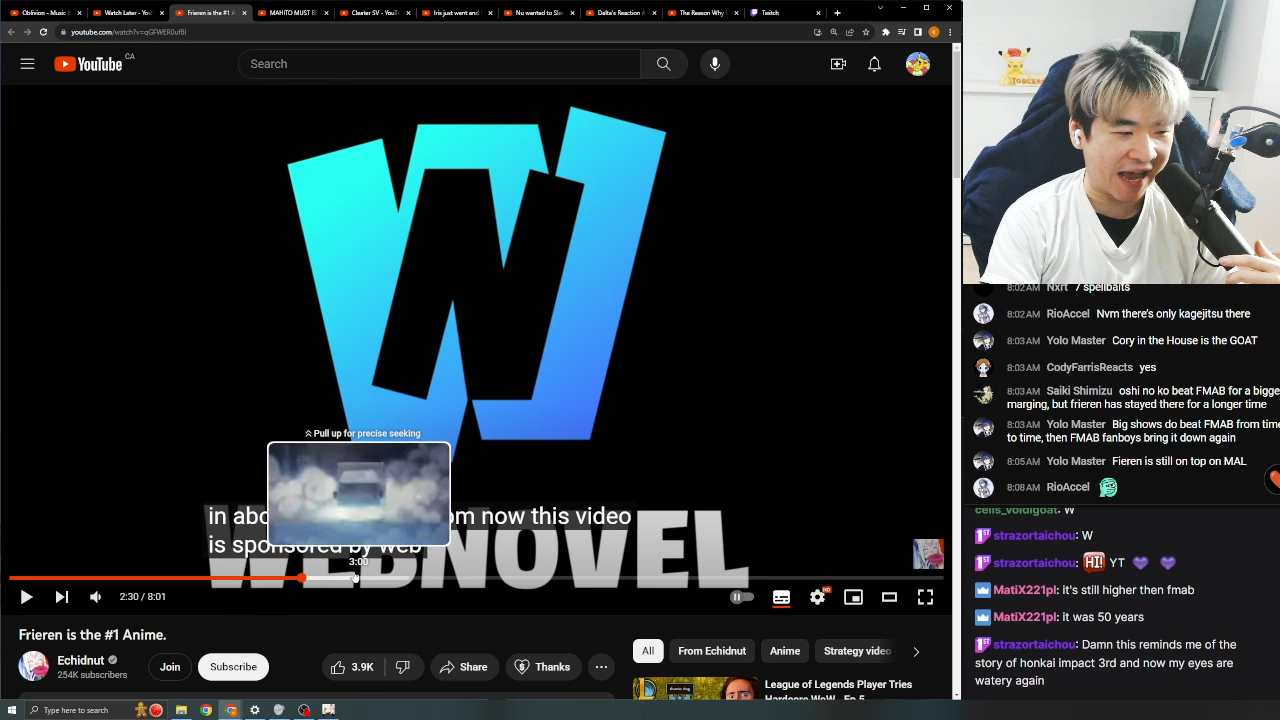 Oblivion - Music
Watch Later - You
Frieren is the #1 A
MAHITO MUST B
Cleater SV - YouT
Iris just went and
Nu wanted to Sle
Delta's Reaction A
The Reason Why
Twitch
youtube.com/watch?v=qGFWER0uf8I
YouTube CA
Search
W
Pull up for precise seeking
in abo
om now this video
is sponsored by web
WEBNOVEL
3:00
2:30 / 8:01
HD
Frieren is the #1 Anime.
Echidnut
254K subscribers
Join
Subscribe
3.9K
Share
Thanks
All
From Echidnut
Anime
Strategy video
League of Legends Player Tries
Hardcore WoW - Ep.5
Type here to search
8:02AM Nxrt 7 spellbaits
8:02AM RioAccel Nvm there's only kagejitsu there
8:03AM Yolo Master Cory in the House is the GOAT
8:03AM CodyFarrisReacts yes
8:03AM Saiki Shimizu oshi no ko beat FMAB for a bigge
marging, but frieren has stayed there for a longer time
8:03AM Yolo Master Big shows do beat FMAB from time
to time, then FMAB fanboys bring it down again
8:05AM Yolo Master Fieren is still on top on MAL
8:08AM RioAccel
cells_voidigoat: W
1ST strazortaichou: W
1ST strazortaichou: HI! YT
MatiX221pl: it's still higher then fmab
MatiX221pl: it was 50 years
1ST strazortaichou: Damn this reminds me of the
story of honkai impact 3rd and now my eyes are
watery again